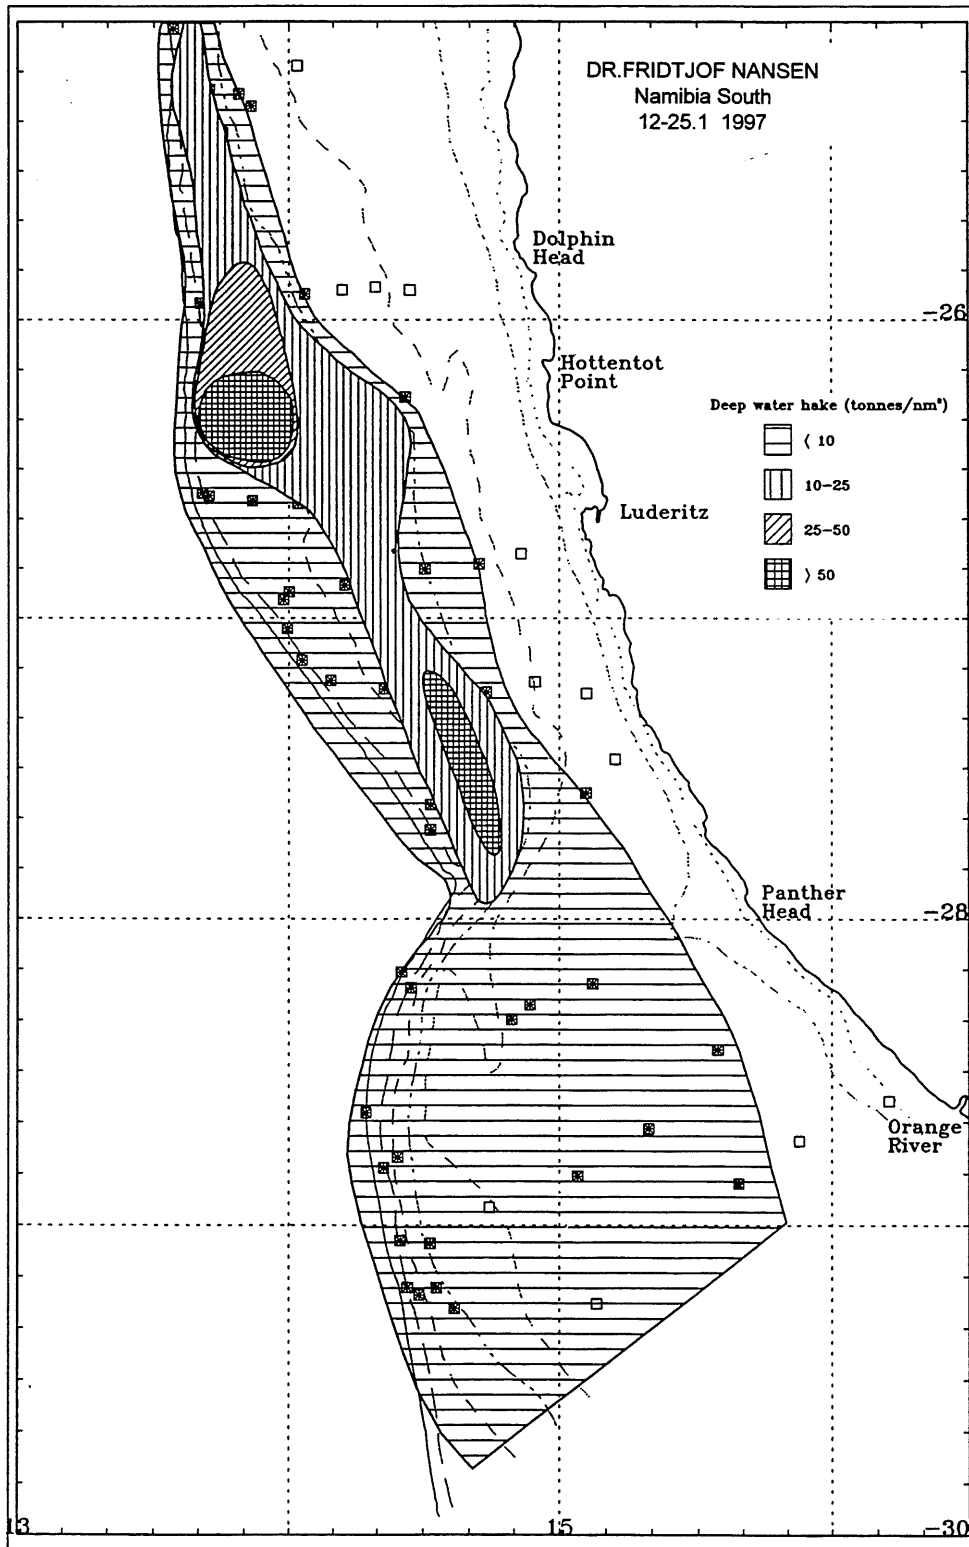 DR.FRIDTJOF NANSEN
Namibia South
12-25.1 1997
Dolphin
Head
-26
Hottentot
Point
Deep water hake (tonnes/nm²)
⟨ 10
10-25
Luderitz
25-50
⟩ 50
Panther
Head
-28
Orange
River
13
15
-30